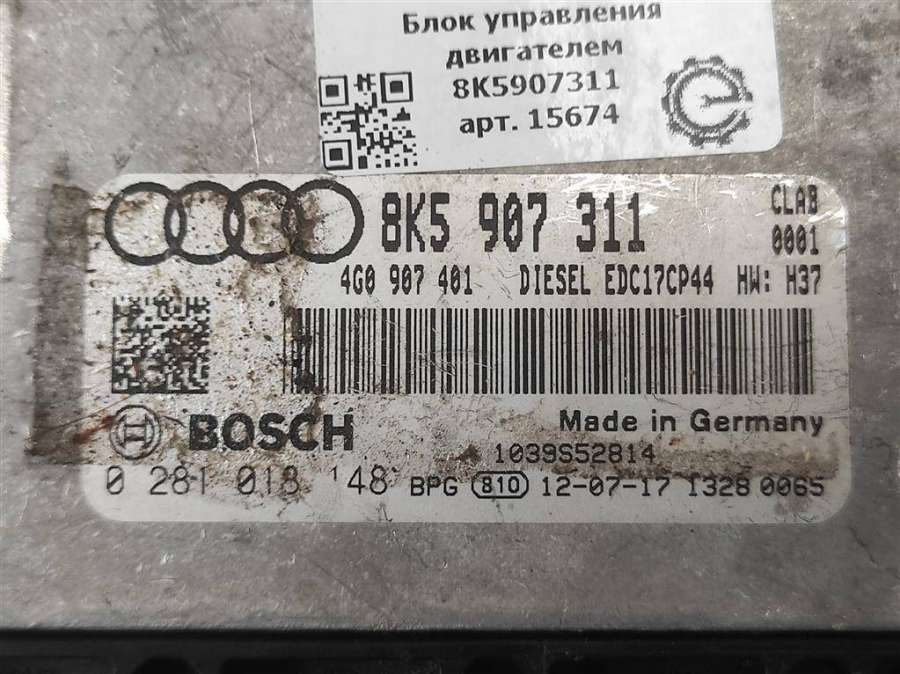 Блок управления
двигателем
8K5907311
арт. 15674
8K5 907 311 CLAB
0001
4G0 907 401 DIESEL EDC17CP44 HW: H37
BOSCH Made in Germany
1039S52814
0 281 018 148 BPG 810 12-07-17 1328 0065